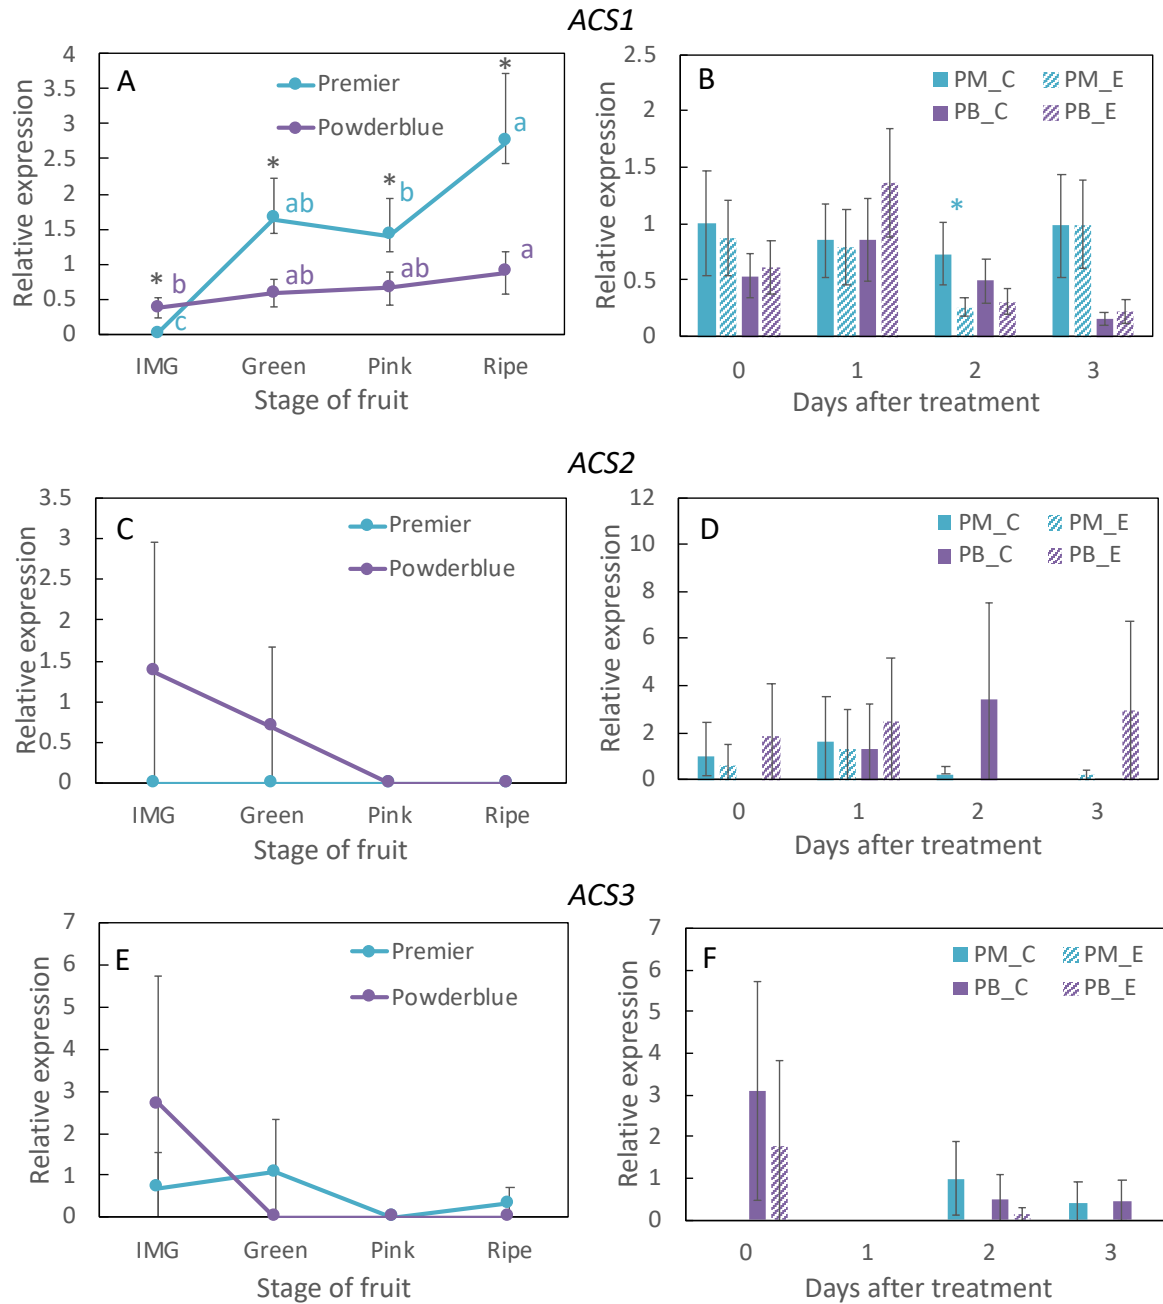 ACS1
A
4
3.5
3
2.5
2
1.5
1
0.5
0
Relative expression
Premier
Powderblue
* b c
* ab ab
* b ab
* a a
IMG Green Pink Ripe
Stage of fruit
B
2.5
2
1.5
1
0.5
0
Relative expression
PM_C PM_E
PB_C PB_E
*
0 1 2 3
Days after treatment
ACS2
C
3.5
3
2.5
2
1.5
1
0.5
0
Relative expression
Premier
Powderblue
IMG Green Pink Ripe
Stage of fruit
D
12
10
8
6
4
2
0
Relative expression
PM_C PM_E
PB_C PB_E
0 1 2 3
Days after treatment
ACS3
E
7
6
5
4
3
2
1
0
Relative expression
Premier
Powderblue
IMG Green Pink Ripe
Stage of fruit
F
7
6
5
4
3
2
1
0
Relative expression
PM_C PM_E
PB_C PB_E
0 1 2 3
Days after treatment